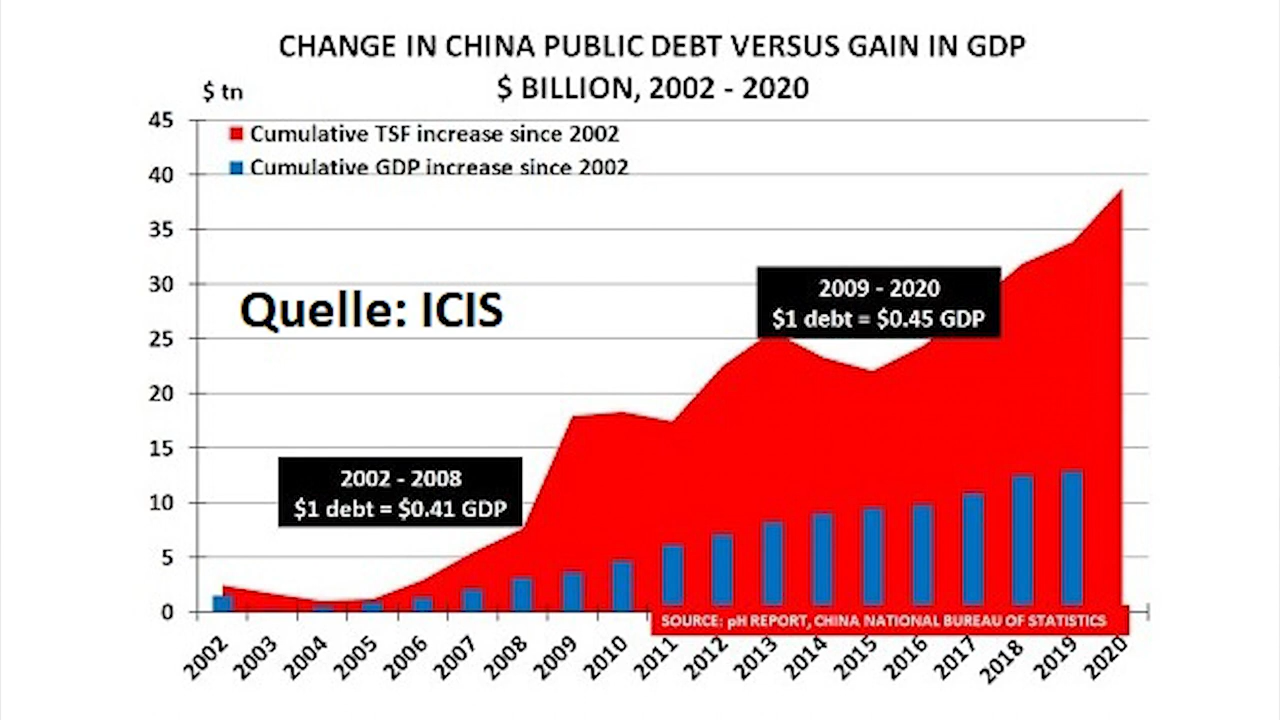 CHANGE IN CHINA PUBLIC DEBT VERSUS GAIN IN GDP
$ BILLION, 2002 - 2020
$ tn
45
Cumulative TSF increase since 2002
Cumulative GDP increase since 2002
40
35
30
25
20
15
10
5
0
Quelle: ICIS
2009 - 2020
$1 debt = $0.45 GDP
2002 - 2008
$1 debt = $0.41 GDP
SOURCE: pH REPORT, CHINA NATIONAL BUREAU OF STATISTICS
2002 2003 2004 2005 2006 2007 2008 2009 2010 2011 2012 2013 2014 2015 2016 2017 2018 2019 2020